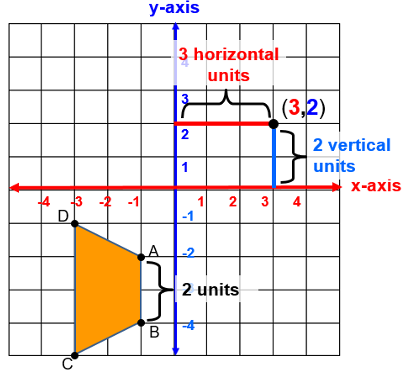 y-axis
4
3 horizontal
units
3
(3,2)
2
2 vertical
units
1
x-axis
-4 -3 -2 -1 1 2 3 4
D
-1
A
-2
2 units
B
-4
C